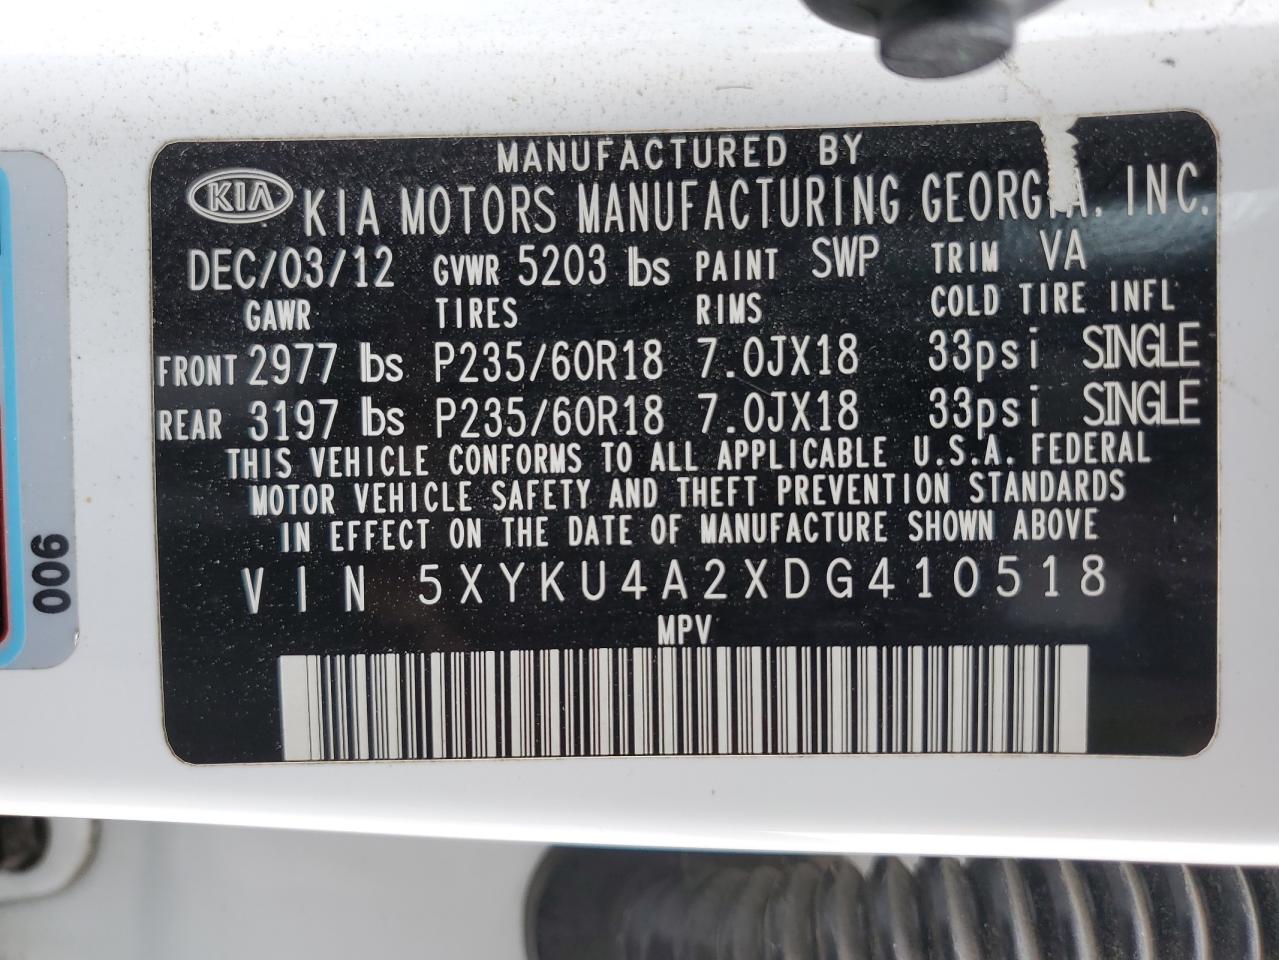 MANUFACTURED BY
KIA KIA MOTORS MANUFACTURING GEORGIA, INC.
DEC/03/12 GVWR 5203 lbs PAINT SWP TRIM VA
GAWR TIRES RIMS COLD TIRE INFL
FRONT 2977 lbs P235/60R18 7.0JX18 33psi SINGLE
REAR 3197 lbs P235/60R18 7.0JX18 33psi SINGLE
THIS VEHICLE CONFORMS TO ALL APPLICABLE U.S.A. FEDERAL
MOTOR VEHICLE SAFETY AND THEFT PREVENTION STANDARDS
IN EFFECT ON THE DATE OF MANUFACTURE SHOWN ABOVE
VIN 5XYKU4A2XDG410518
MPV
006